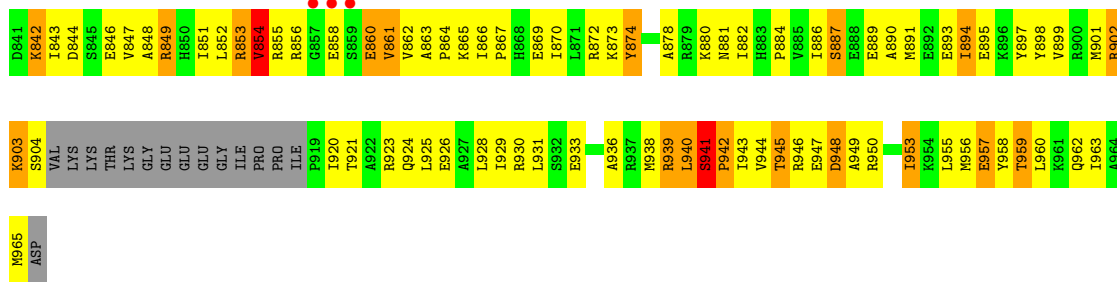 D841 K842 I843 D844 S845 E846 V847 A848 R849 H850 I851 L852 R853 V854 R855 R856 G857 E858 S859 E860 V861 V862 A863 P864 K865 I866 P867 H868 E869 I870 L871 R872 K873 Y874 A878 R879 K880 N881 I882 H883 P884 V885 I886 S887 E888 E889 A890 M891 E892 E893 I894 E895 K896 Y897 Y898 V899 R900 M901 R902
K903 S904 VAL LYS LYS THR LYS GLY GLU GLU GLU GLY ILE PRO PRO ILE P919 I920 T921 A922 R923 Q924 L925 E926 A927 L928 I929 R930 L931 S932 E933 A936 R937 M938 R939 L940 S941 P942 I943 V944 T945 R946 E947 D948 A949 R950 I953 K954 L955 M956 E957 Y958 T959 L960 K961 Q962 I963 A964
M965 ASP